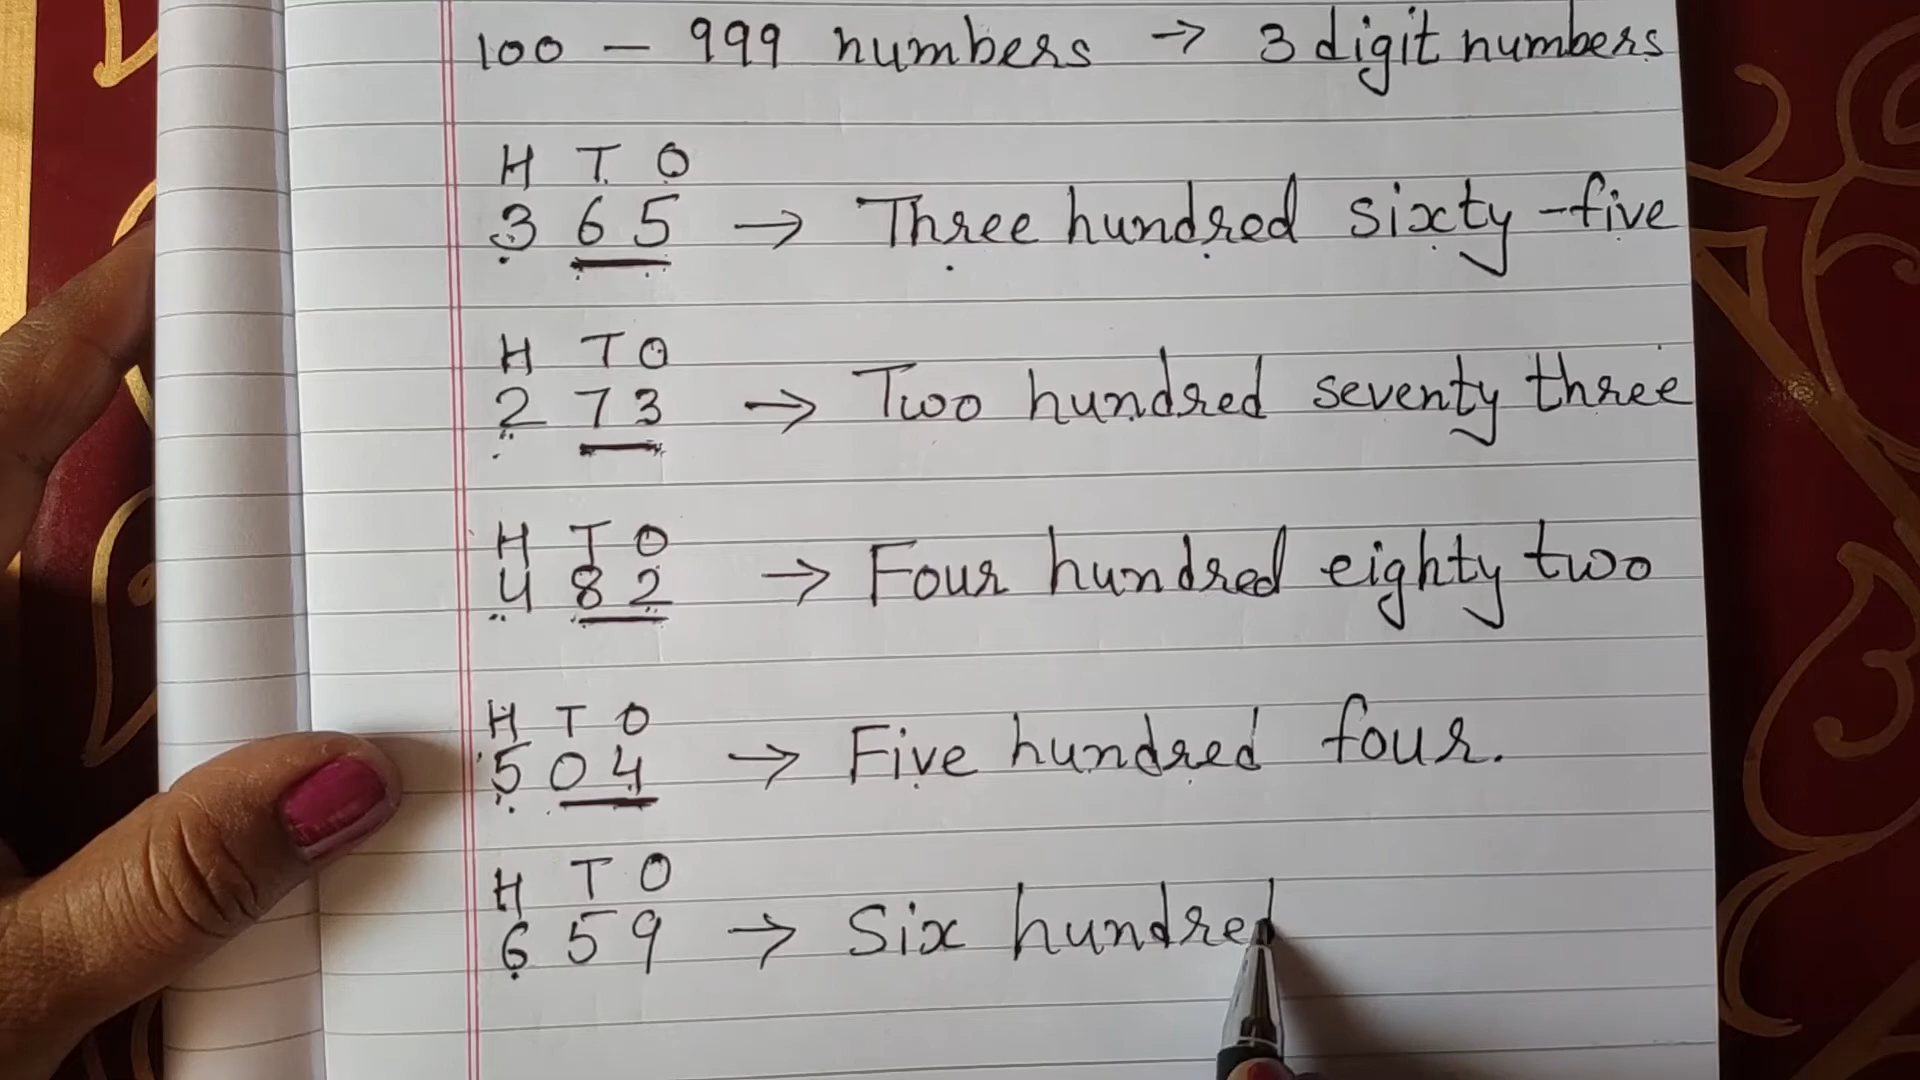 100 — 999 numbers → 3 digit numbers
H T O
3 6 5 → Three hundred sixty-five
H T O
2 7 3 → Two hundred seventy three
H T O
4 8 2 → Four hundred eighty two
H T O
5 0 4 → Five hundred four.
H T O
6 5 9 → Six hundred